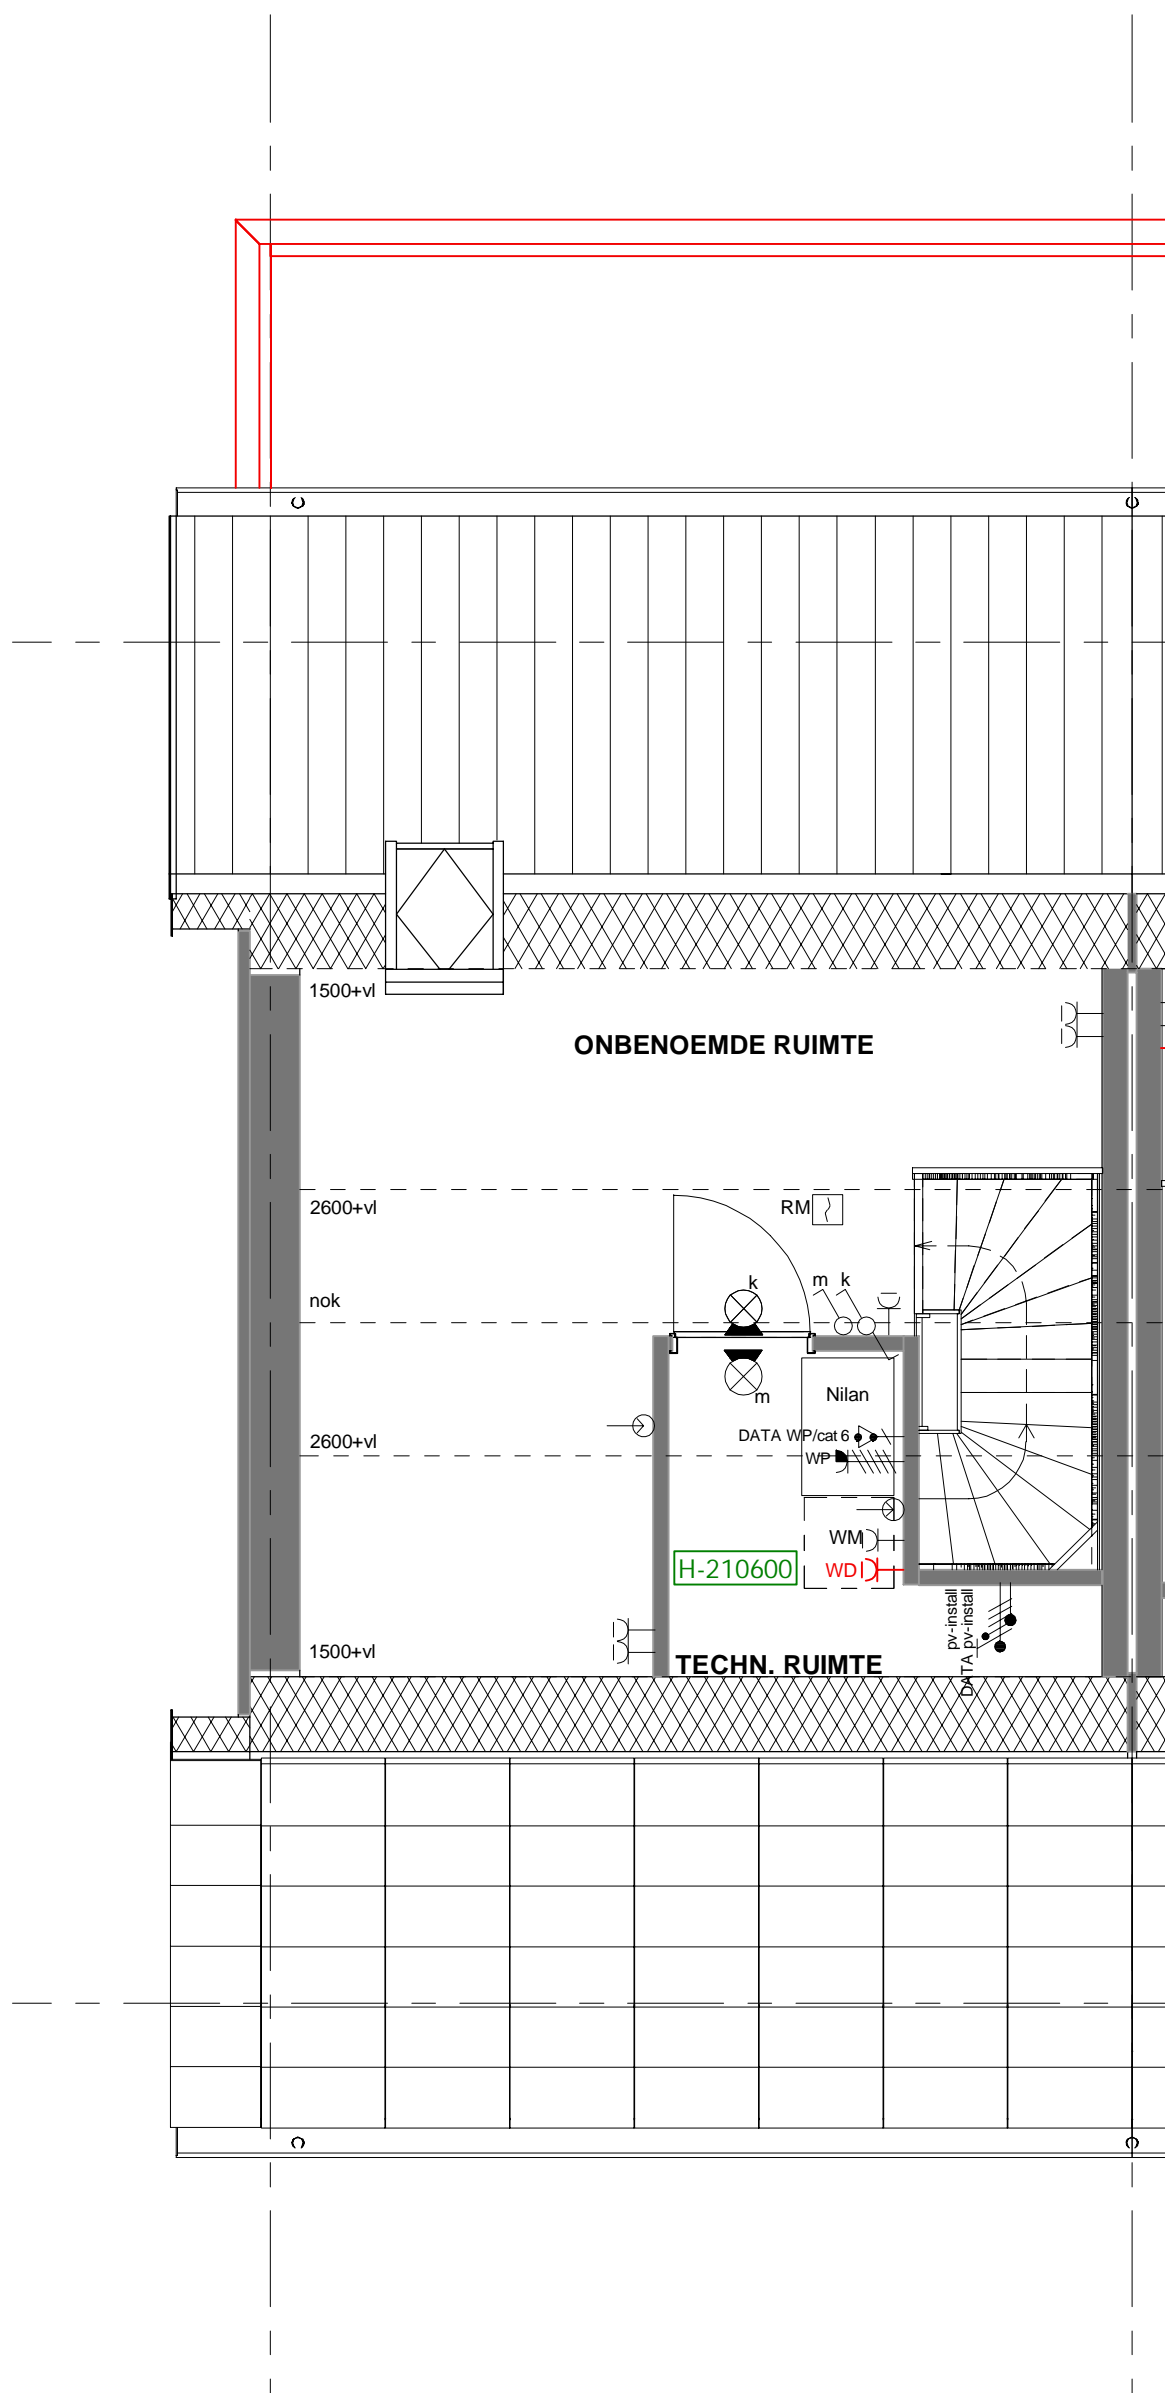 1500+vl
ONBENOEMDE RUIMTE
2600+vl
RM
k
m k
nok
m
Nilan
DATA WP/cat 6
2600+vl
WP
WM
H-210600
WD
1500+vl
TECHN. RUIMTE
pv-install
DATA pv-install